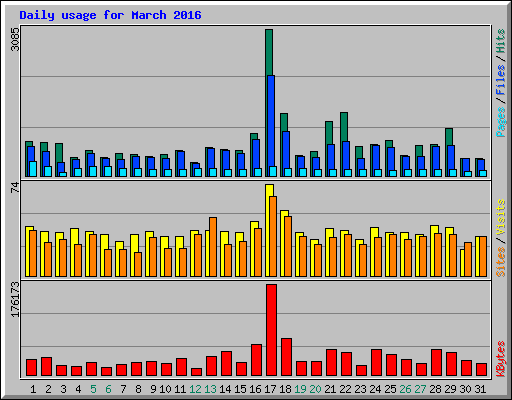 Daily usage for March 2016
3085
Pages / Files / Hits
74
Sites / Visits
176173
KBytes
1 2 3 4 5 6 7 8 9 10 11 12 13 14 15 16 17 18 19 20 21 22 23 24 25 26 27 28 29 30 31